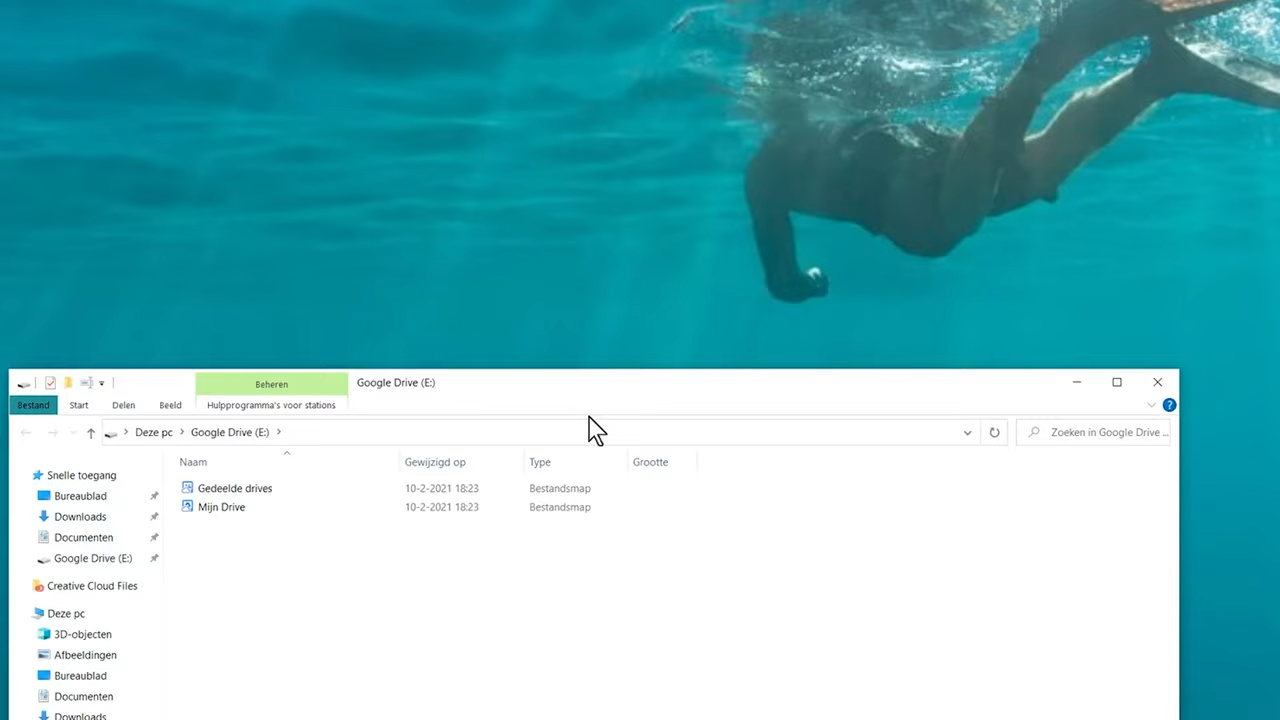 Beheren
Google Drive (E:)
Bestand
Start
Delen
Beeld
Hulpprogramma's voor stations
Deze pc
Google Drive (E:)
Zoeken in Google Drive ...
Naam
Gewijzigd op
Type
Grootte
Snelle toegang
Gedeelde drives
10-2-2021 18:23
Bestandsmap
Bureaublad
Mijn Drive
10-2-2021 18:23
Bestandsmap
Downloads
Documenten
Google Drive (E:)
Creative Cloud Files
Deze pc
3D-objecten
Afbeeldingen
Bureaublad
Documenten
Downloads